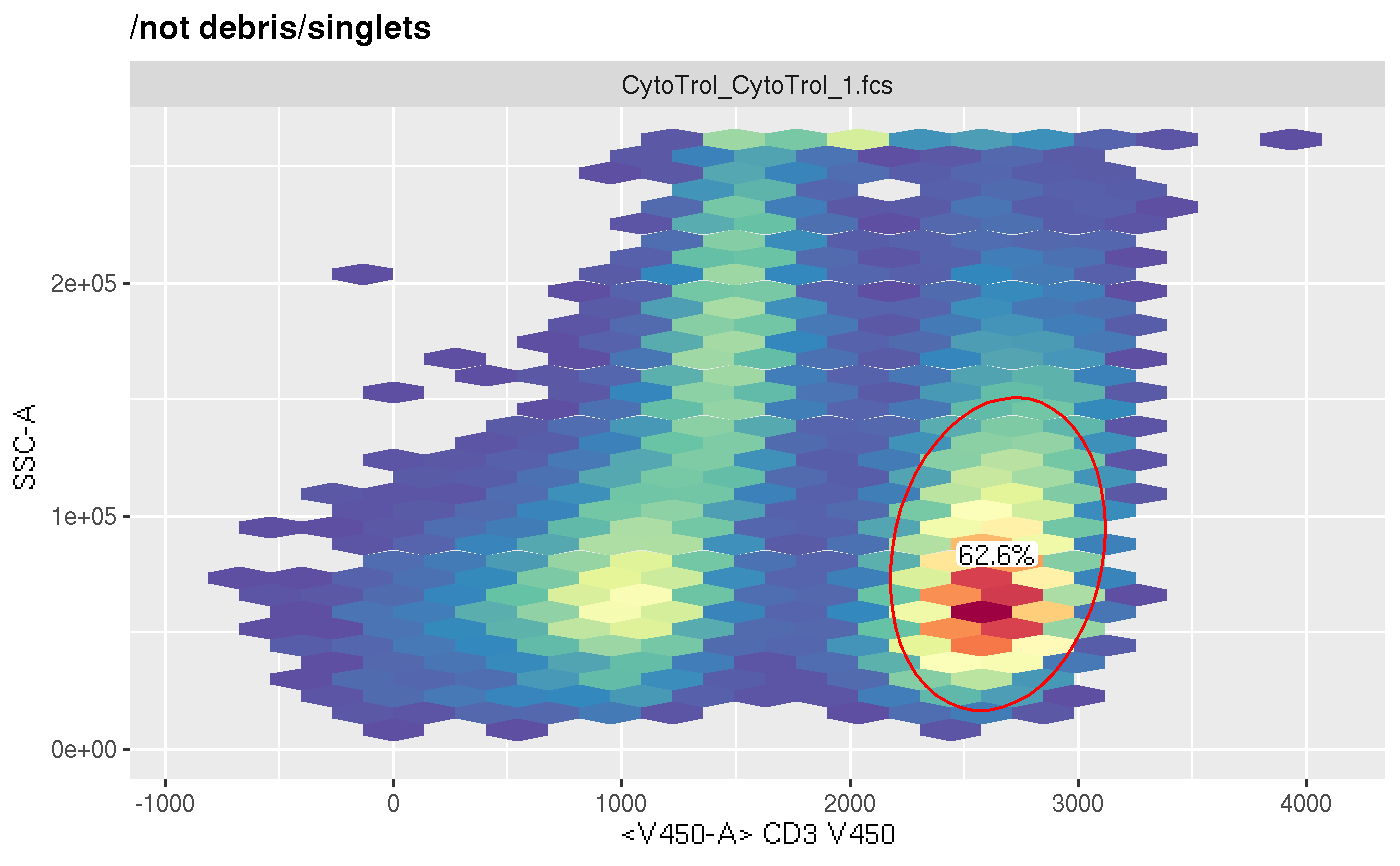 /not debris/singlets
CytoTrol_CytoTrol_1.fcs
SSC-A
2e+05
1e+05
0e+00
62.6%
-1000
0
1000
2000
3000
4000
<V450-A> CD3 V450